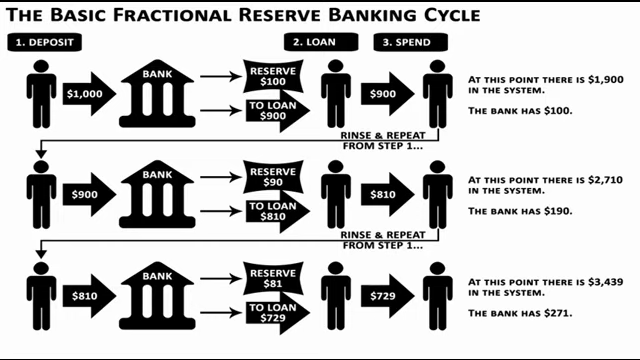 THE BASIC FRACTIONAL RESERVE BANKING CYCLE
1. DEPOSIT
2. LOAN
3. SPEND
$1,000
BANK
RESERVE
$100
TO LOAN
$900
$900
AT THIS POINT THERE IS $1,900
IN THE SYSTEM.
THE BANK HAS $100.
RINSE & REPEAT
FROM STEP 1...
$900
BANK
RESERVE
$90
TO LOAN
$810
$810
AT THIS POINT THERE IS $2,710
IN THE SYSTEM.
THE BANK HAS $190.
RINSE & REPEAT
FROM STEP 1...
$810
BANK
RESERVE
$81
TO LOAN
$729
$729
AT THIS POINT THERE IS $3,439
IN THE SYSTEM.
THE BANK HAS $271.